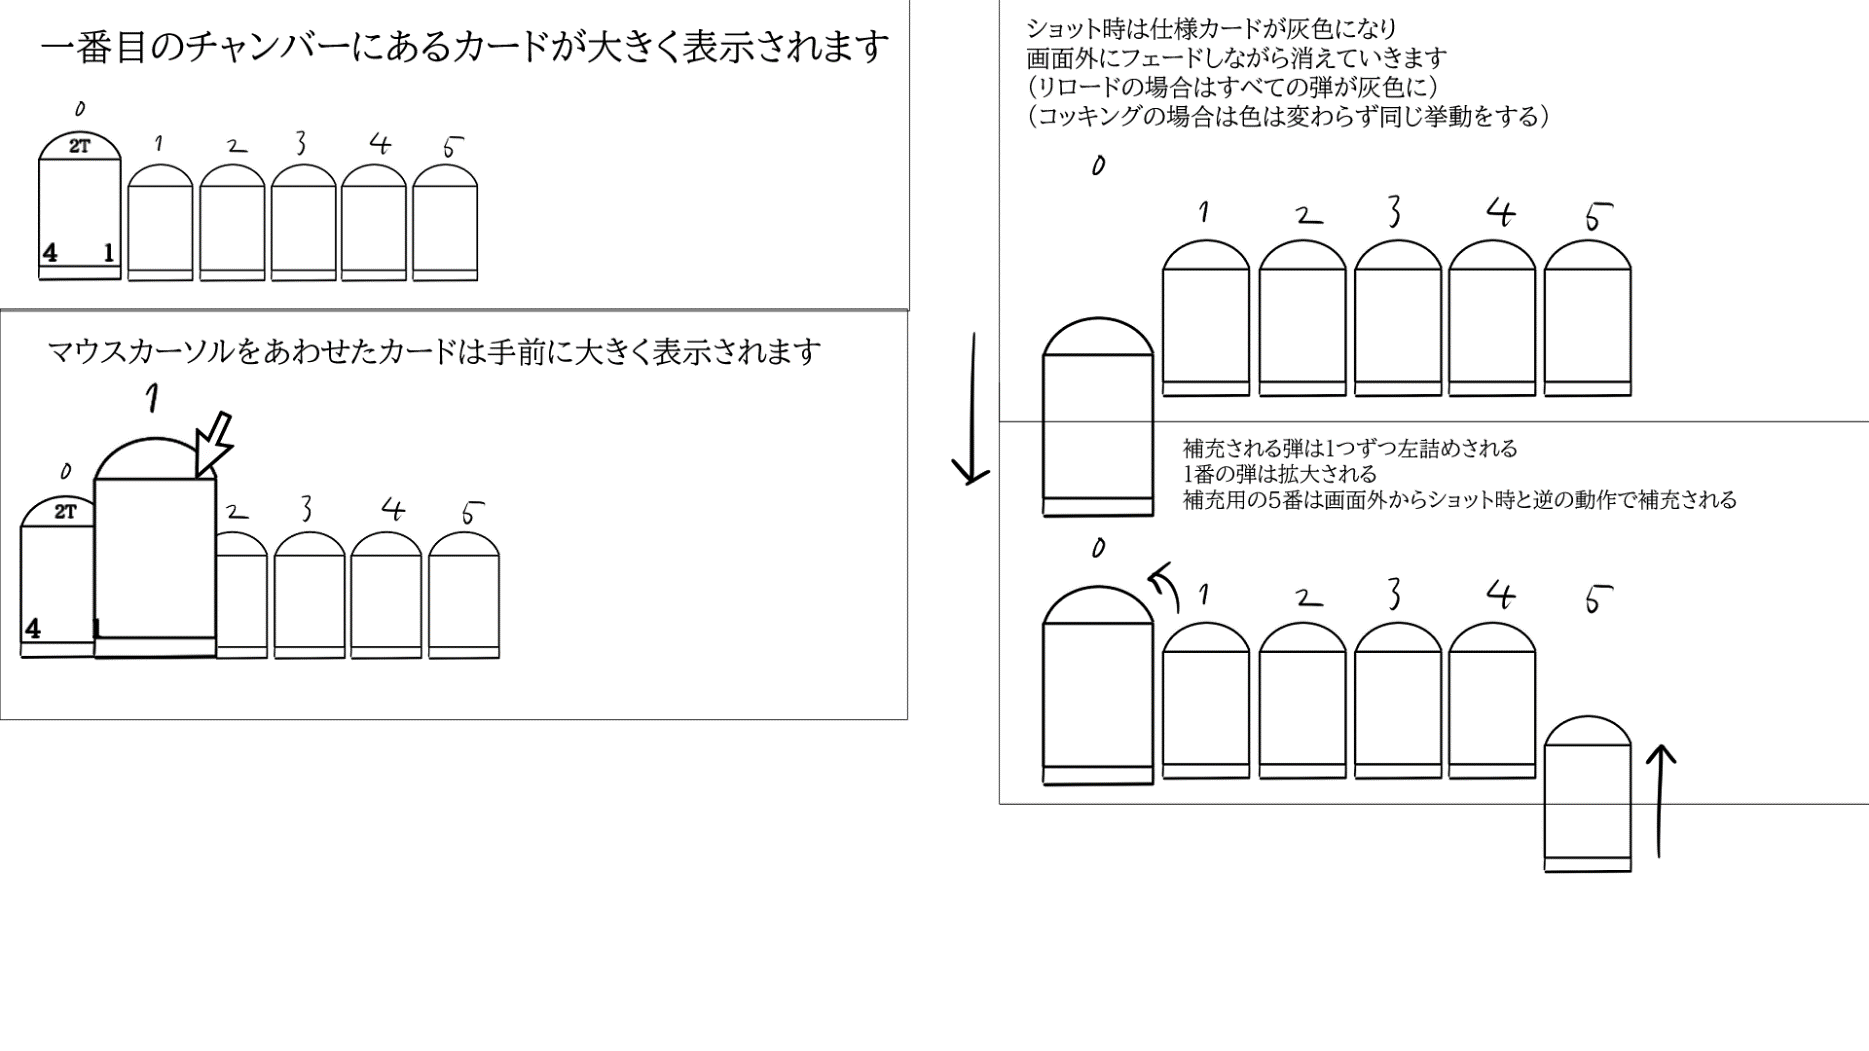 一番目のチャンバーにあるカードが大きく表示されます
0
2T
1 2 3 4 5
4 1
マウスカーソルをあわせたカードは手前に大きく表示されます
1
0
2T
2 3 4 5
4 1
ショット時は仕様カードが灰色になり
画面外にフェードしながら消えていきます
（リロードの場合はすべての弾が灰色に）
（コッキングの場合は色は変わらず同じ挙動をする）
0
1 2 3 4 5
補充される弾は1つずつ左詰めされる
1番の弾は拡大される
補充用の5番は画面外からショット時と逆の動作で補充される
0
1 2 3 4 5